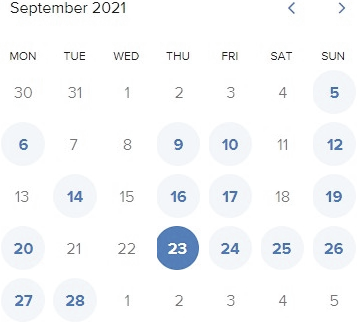 September 2021
MON TUE WED THU FRI SAT SUN
30 31 1 2 3 4 5
6 7 8 9 10 11 12
13 14 15 16 17 18 19
20 21 22 23 24 25 26
27 28 1 2 3 4 5